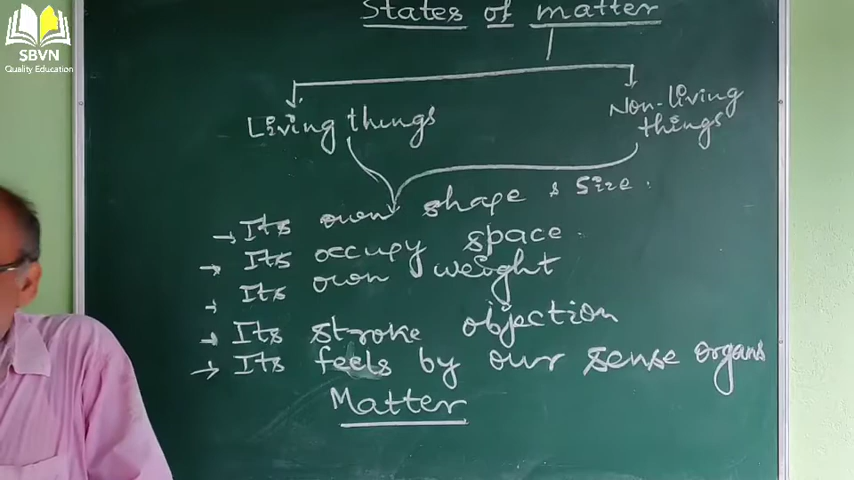 SBVN
Quality Education
States of matter
Living things
Non-living
things
Its own shape & size.
Its occupy space.
Its own weight
Its stroke objection
Its feels by our sense organs
Matter